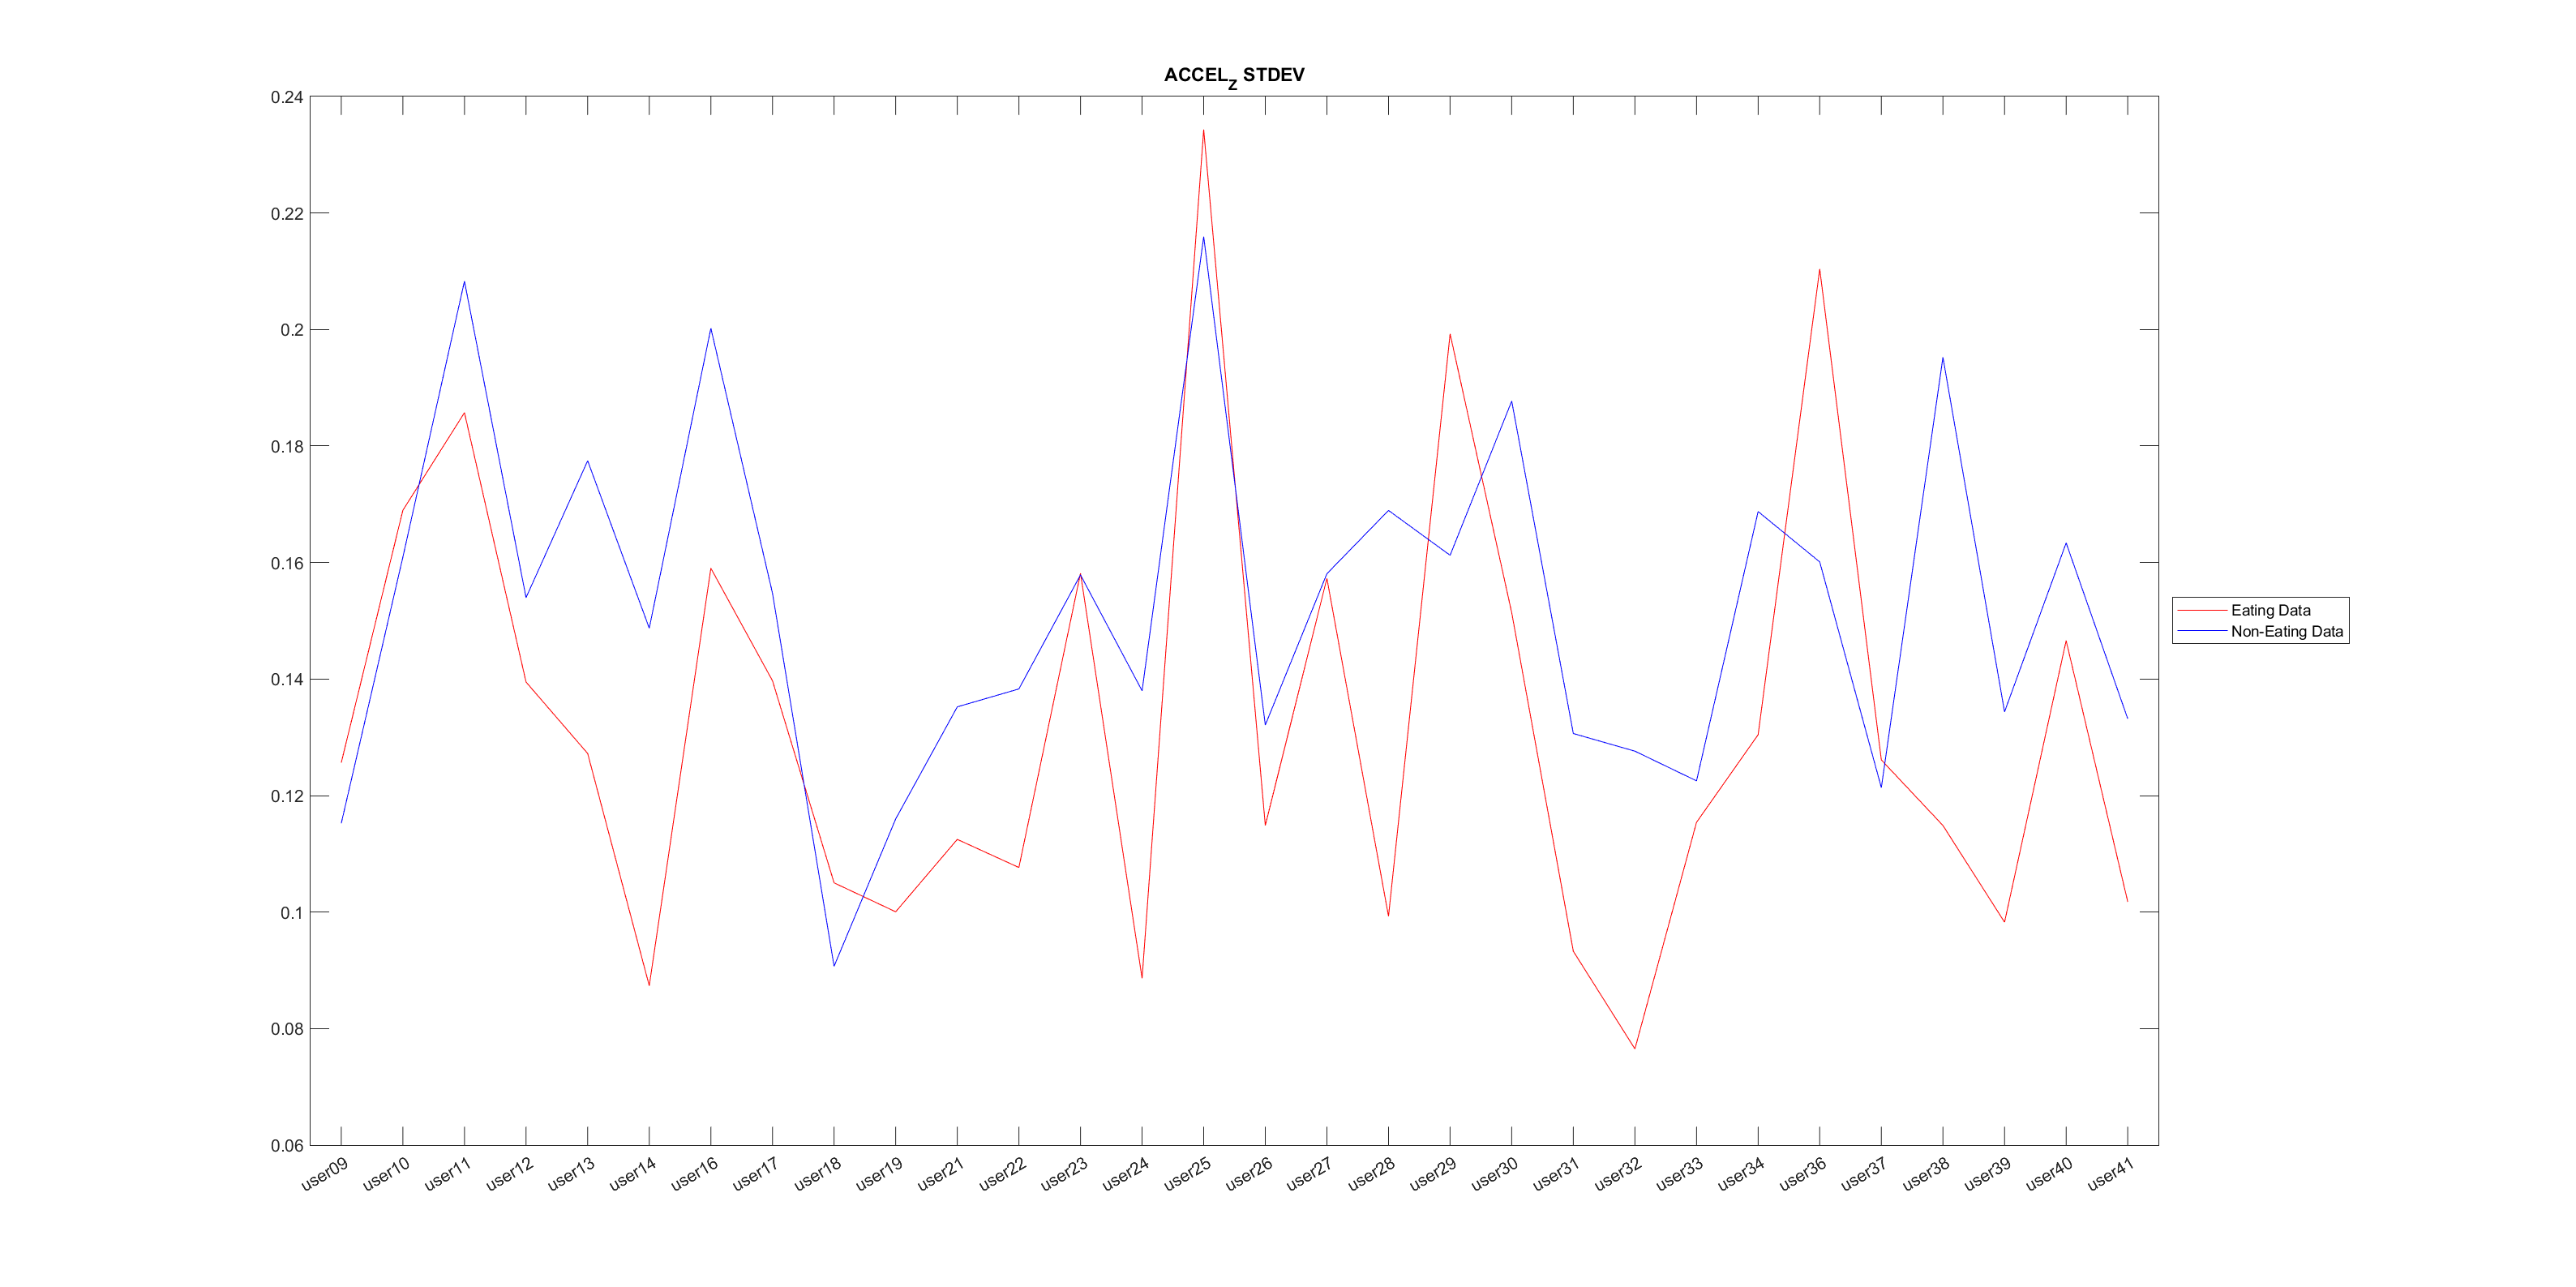 ACCEL_Z STDEV
0.24
0.22
0.2
0.18
0.16
0.14
0.12
0.1
0.08
0.06
user09 user10 user11 user12 user13 user14 user16 user17 user18 user19 user21 user22 user23 user24 user25 user26 user27 user28 user29 user30 user31 user32 user33 user34 user36 user37 user38 user39 user40 user41
Eating Data
Non-Eating Data